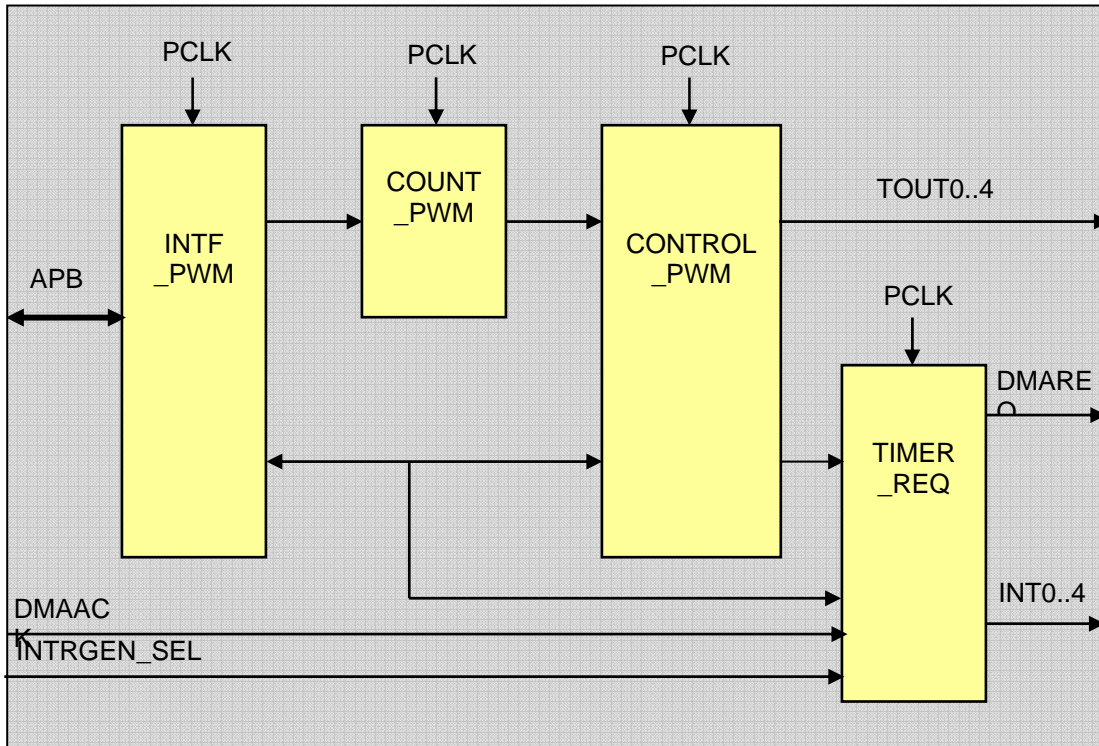 PCLK
PCLK
PCLK
COUNT
_PWM
TOUT0..4
INTF
_PWM
CONTROL
_PWM
APB
PCLK
DMARE
Q
TIMER
_REQ
INT0..4
DMAAC
K
INTRGEN_SEL